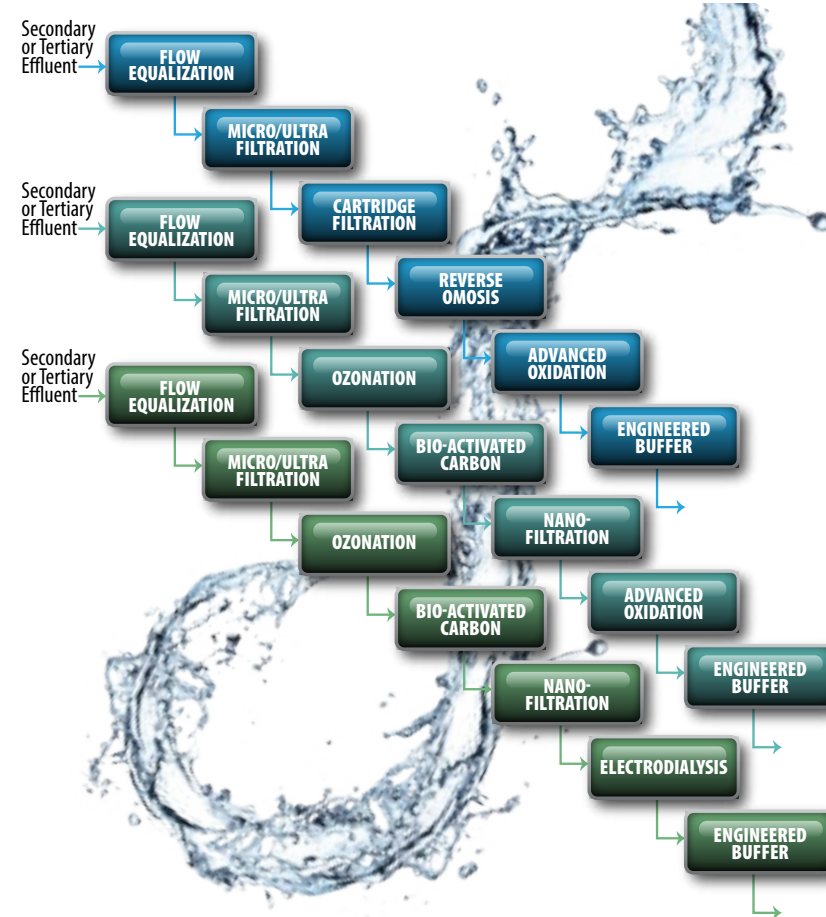 Secondary
or Tertiary
Effluent
FLOW
EQUALIZATION
MICRO/ULTRA
FILTRATION
CARTRIDGE
FILTRATION
REVERSE
OMOSIS
ADVANCED
OXIDATION
ENGINEERED
BUFFER
Secondary
or Tertiary
Effluent
FLOW
EQUALIZATION
MICRO/ULTRA
FILTRATION
OZONATION
BIO-ACTIVATED
CARBON
NANO-
FILTRATION
ADVANCED
OXIDATION
ENGINEERED
BUFFER
Secondary
or Tertiary
Effluent
FLOW
EQUALIZATION
MICRO/ULTRA
FILTRATION
OZONATION
BIO-ACTIVATED
CARBON
NANO-
FILTRATION
ELECTRODIALYSIS
ENGINEERED
BUFFER